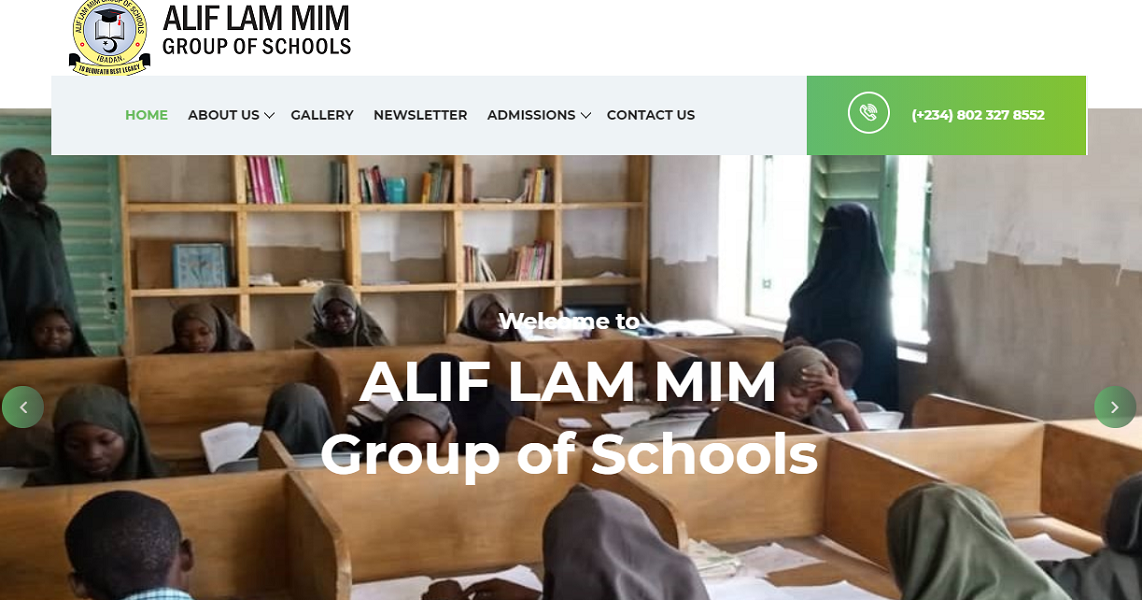 ALIF LAM MIM GROUP OF SCHOOLS
IBADAN.
TO BEQUEATH BEST LEGACY
ALIF LAM MIM
GROUP OF SCHOOLS
HOME ABOUT US GALLERY NEWSLETTER ADMISSIONS CONTACT US
(+234) 802 327 8552
Welcome to
ALIF LAM MIM
Group of Schools